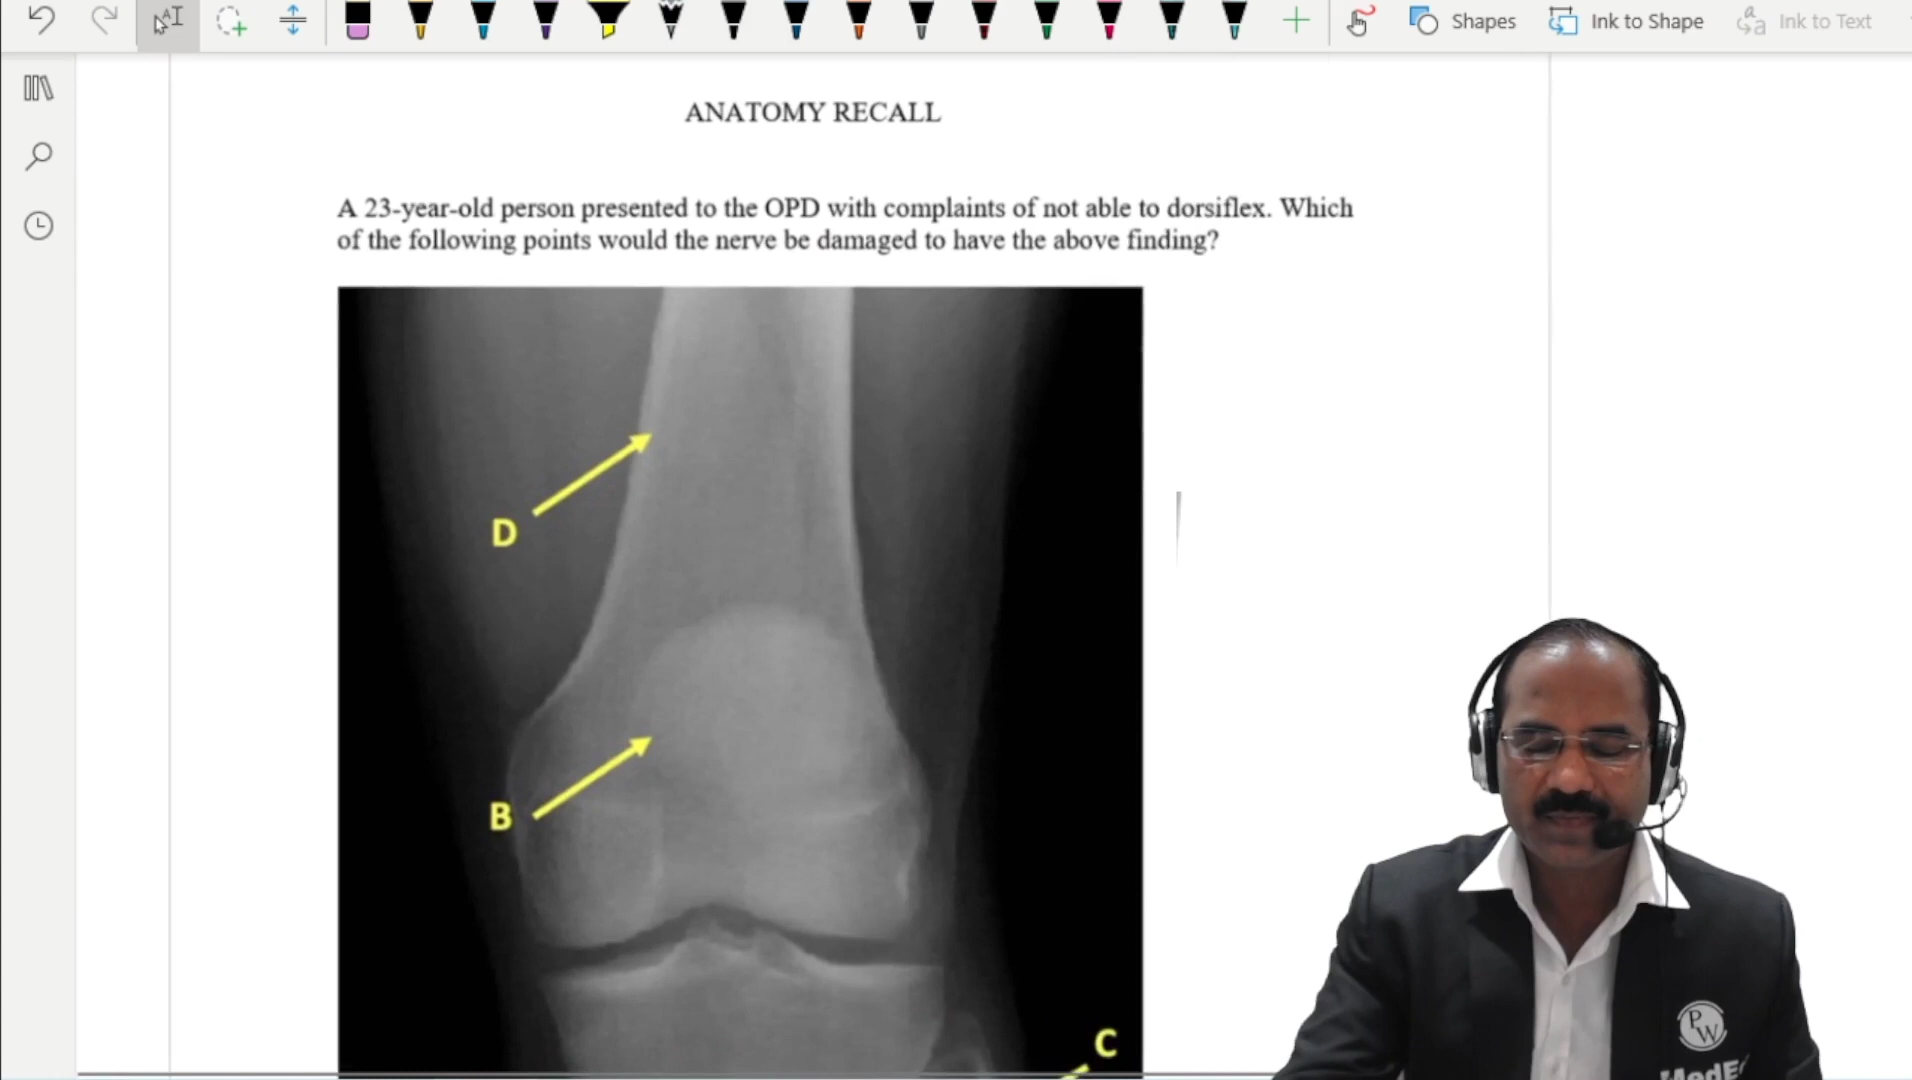 Shapes
Ink to Shape
Ink to Text
ANATOMY RECALL
A 23-year-old person presented to the OPD with complaints of not able to dorsiflex. Which
of the following points would the nerve be damaged to have the above finding?
D
B
C
PW
MedE